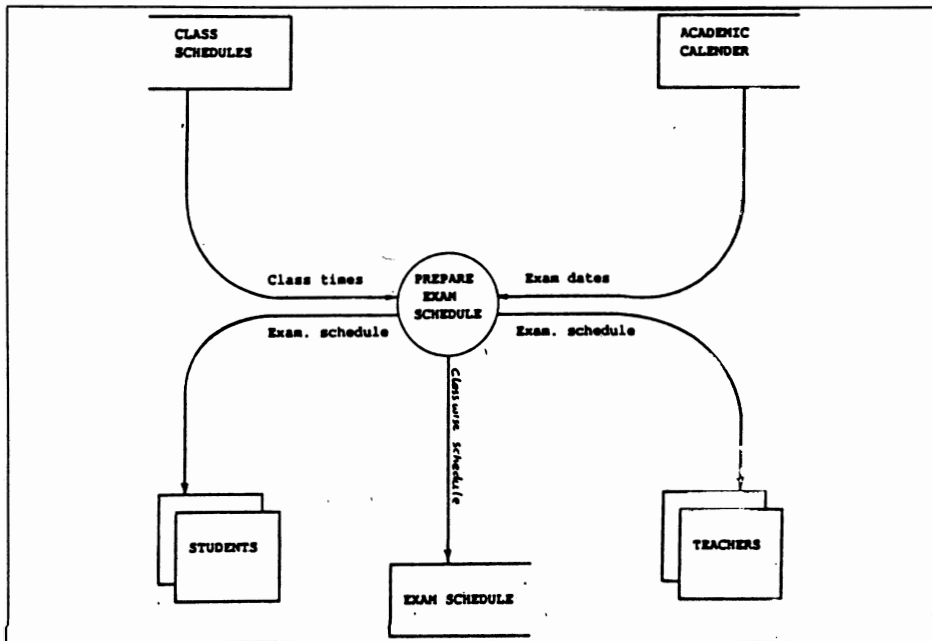 CLASS
SCHEDULES
ACADEMIC
CALENDER
Class times
PREPARE
EXAM
SCHEDULE
Exam dates
Exam. schedule
Exam. schedule
Classwise schedule
STUDENTS
TEACHERS
EXAM SCHEDULE